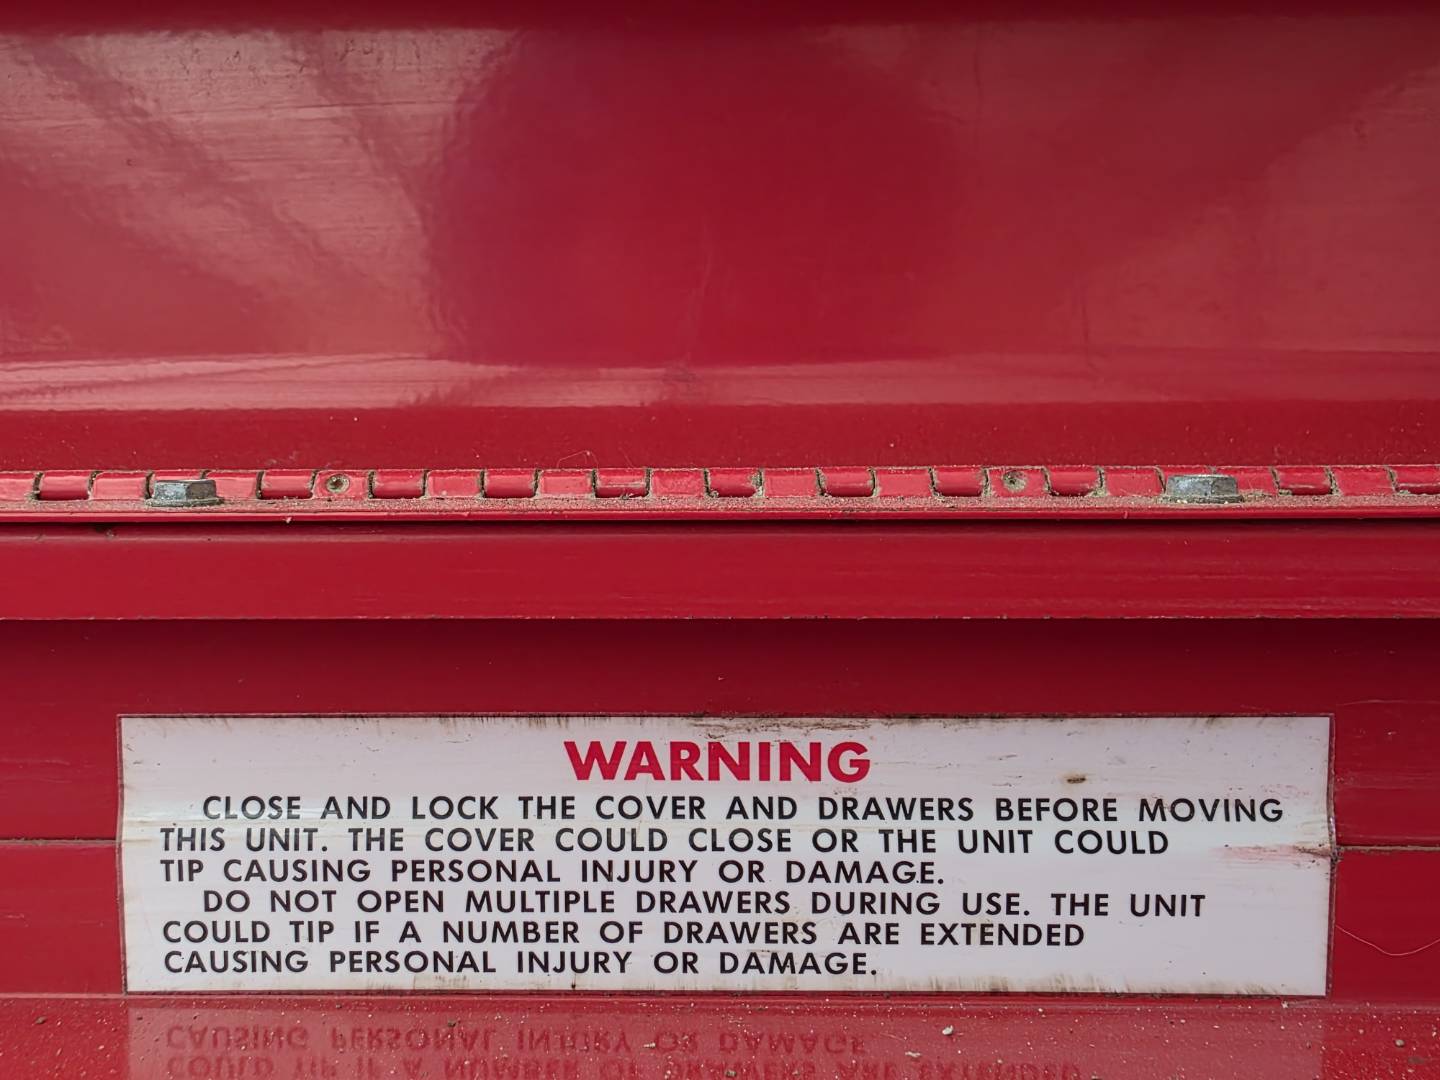 WARNING
CLOSE AND LOCK THE COVER AND DRAWERS BEFORE MOVING
THIS UNIT. THE COVER COULD CLOSE OR THE UNIT COULD
TIP CAUSING PERSONAL INJURY OR DAMAGE.
DO NOT OPEN MULTIPLE DRAWERS DURING USE. THE UNIT
COULD TIP IF A NUMBER OF DRAWERS ARE EXTENDED
CAUSING PERSONAL INJURY OR DAMAGE.